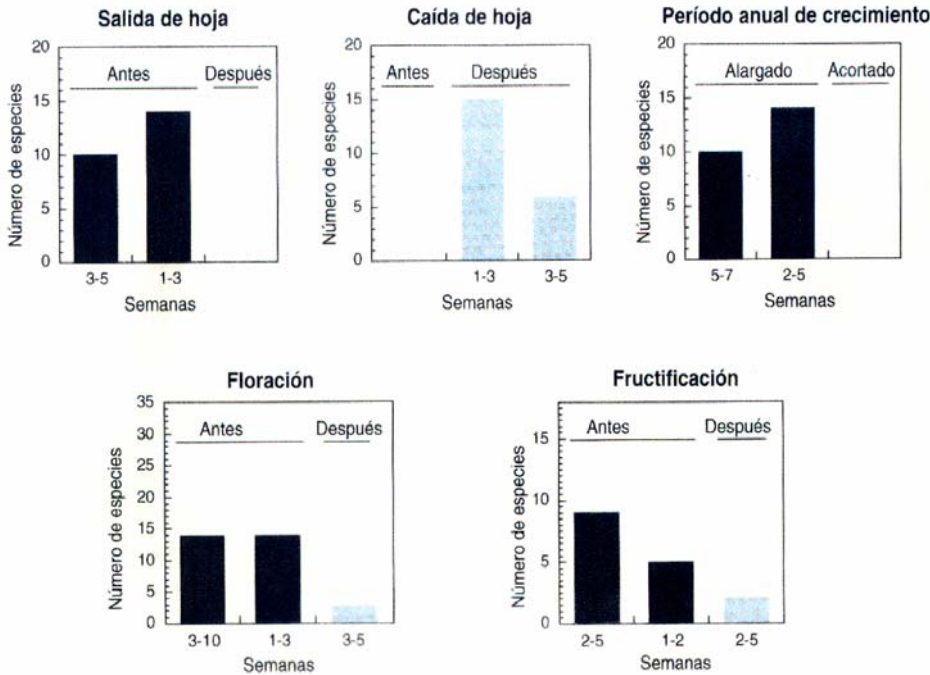 Salida de hoja
20
15
10
5
0
Número de especies
Antes
Después
3-5
1-3
Semanas
Caída de hoja
20
15
10
5
0
Número de especies
Antes
Después
1-3
3-5
Semanas
Período anual de crecimiento
20
15
10
5
0
Número de especies
Alargado
Acortado
5-7
2-5
Semanas
Floración
35
30
25
20
15
10
5
0
Número de especies
Antes
Después
3-10
1-3
3-5
Semanas
Fructificación
15
10
5
0
Número de especies
Antes
Después
2-5
1-2
2-5
Semanas